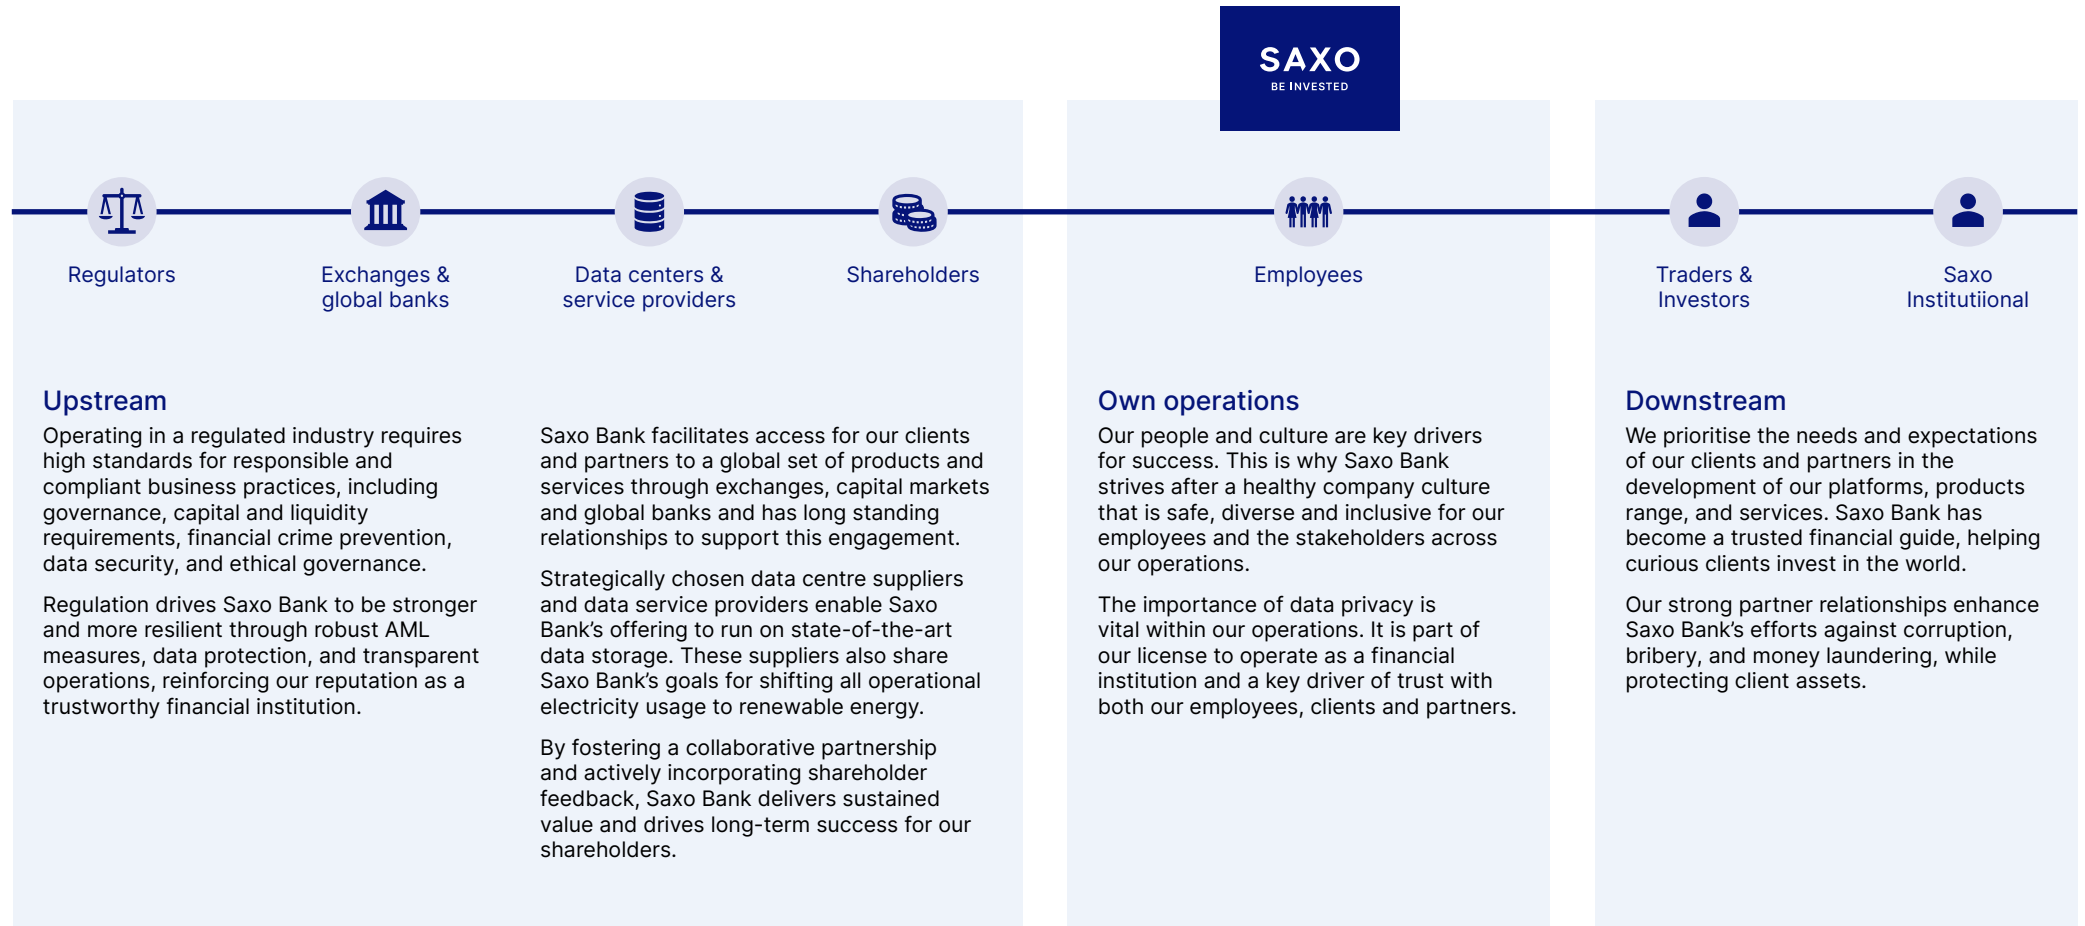 SAXO
BE INVESTED
Regulators
Exchanges &
global banks
Data centers &
service providers
Shareholders
Employees
Traders &
Investors
Saxo
Institutiional
Upstream
Operating in a regulated industry requires
high standards for responsible and
compliant business practices, including
governance, capital and liquidity
requirements, financial crime prevention,
data security, and ethical governance.
Regulation drives Saxo Bank to be stronger
and more resilient through robust AML
measures, data protection, and transparent
operations, reinforcing our reputation as a
trustworthy financial institution.
Saxo Bank facilitates access for our clients
and partners to a global set of products and
services through exchanges, capital markets
and global banks and has long standing
relationships to support this engagement.
Strategically chosen data centre suppliers
and data service providers enable Saxo
Bank’s offering to run on state-of-the-art
data storage. These suppliers also share
Saxo Bank’s goals for shifting all operational
electricity usage to renewable energy.
By fostering a collaborative partnership
and actively incorporating shareholder
feedback, Saxo Bank delivers sustained
value and drives long-term success for our
shareholders.
Own operations
Our people and culture are key drivers
for success. This is why Saxo Bank
strives after a healthy company culture
that is safe, diverse and inclusive for our
employees and the stakeholders across
our operations.
The importance of data privacy is
vital within our operations. It is part of
our license to operate as a financial
institution and a key driver of trust with
both our employees, clients and partners.
Downstream
We prioritise the needs and expectations
of our clients and partners in the
development of our platforms, products
range, and services. Saxo Bank has
become a trusted financial guide, helping
curious clients invest in the world.
Our strong partner relationships enhance
Saxo Bank’s efforts against corruption,
bribery, and money laundering, while
protecting client assets.